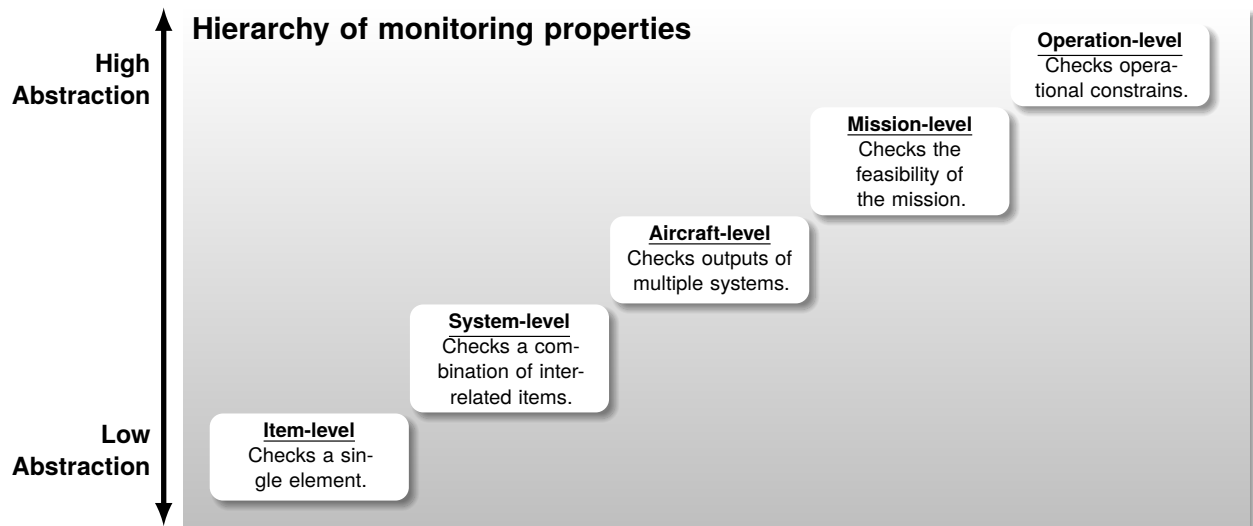 Hierarchy of monitoring properties
High
Abstraction
Operation-level
Checks opera-
tional constrains.
Mission-level
Checks the
feasibility of
the mission.
Aircraft-level
Checks outputs of
multiple systems.
System-level
Checks a com-
bination of inter-
related items.
Low
Abstraction
Item-level
Checks a sin-
gle element.